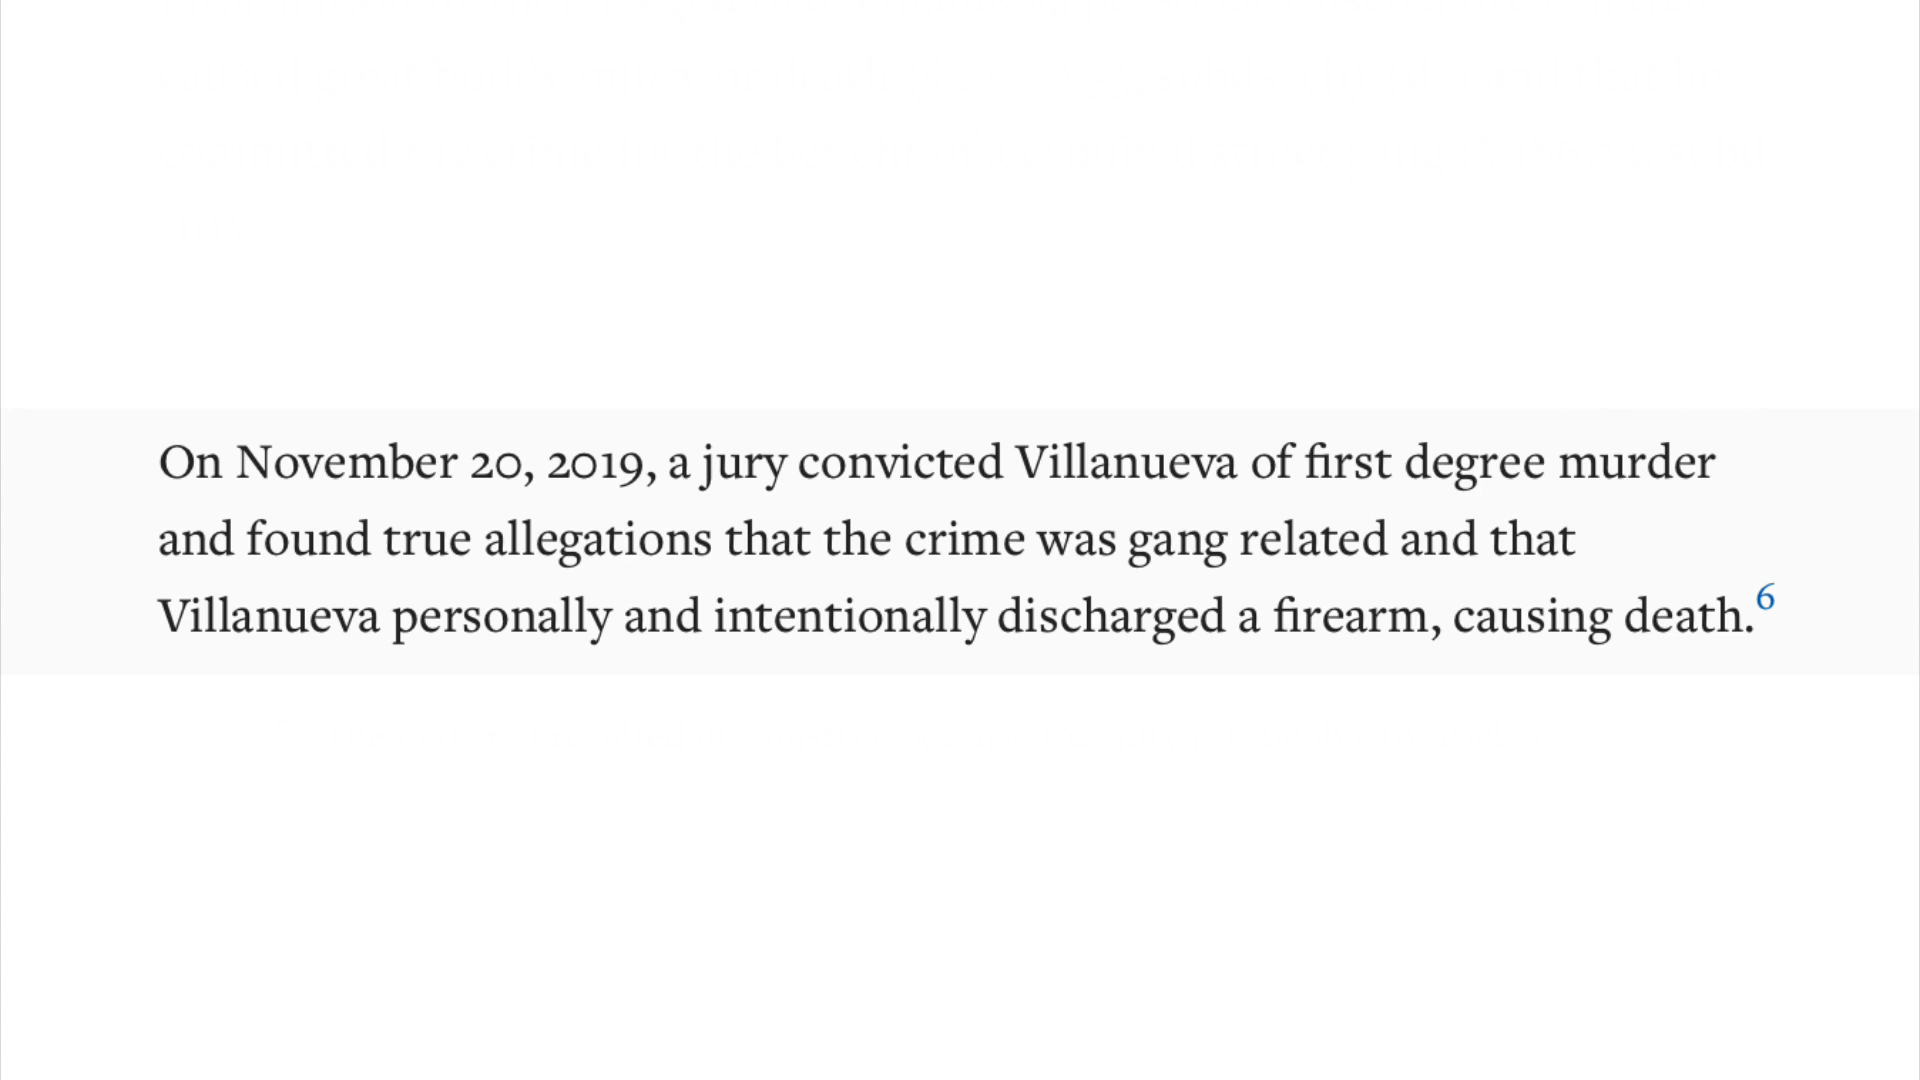 On November 20, 2019, a jury convicted Villanueva of first degree murder
and found true allegations that the crime was gang related and that
Villanueva personally and intentionally discharged a firearm, causing death.6